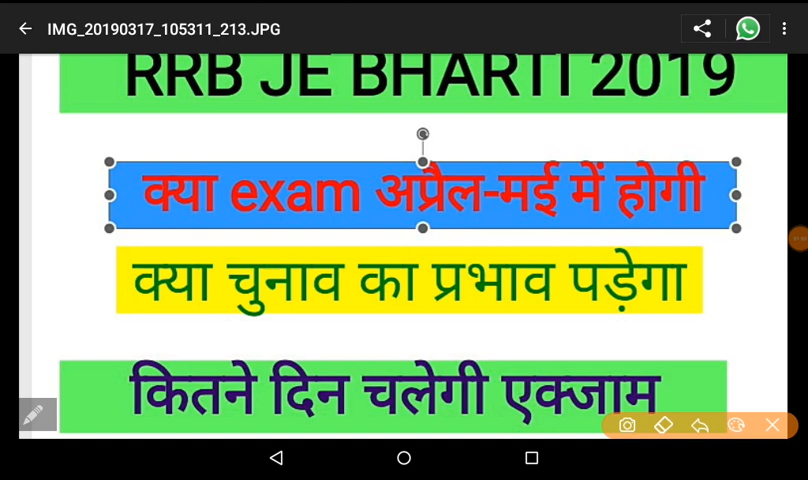 IMG_20190317_105311_213.JPG
RRB JE BHARTI 2019
क्या exam अप्रैल-मई में होगी
क्या चुनाव का प्रभाव पड़ेगा
कितने दिन चलेगी एक्जाम